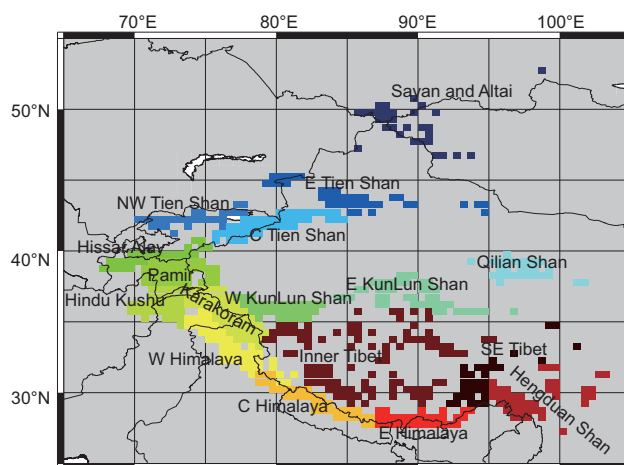 70°E 80°E 90°E 100°E
Sayan and Altai
50°N
E Tien Shan
NW Tien Shan
C Tien Shan
Hissar Alay
40°N
Qilian Shan
Pamir
E KunLun Shan
Hindu Kushu
Karakoram
W KunLun Shan
SE Tibet
W Himalaya
Inner Tibet
Hengduan Shan
30°N
C Himalaya
E Himalaya